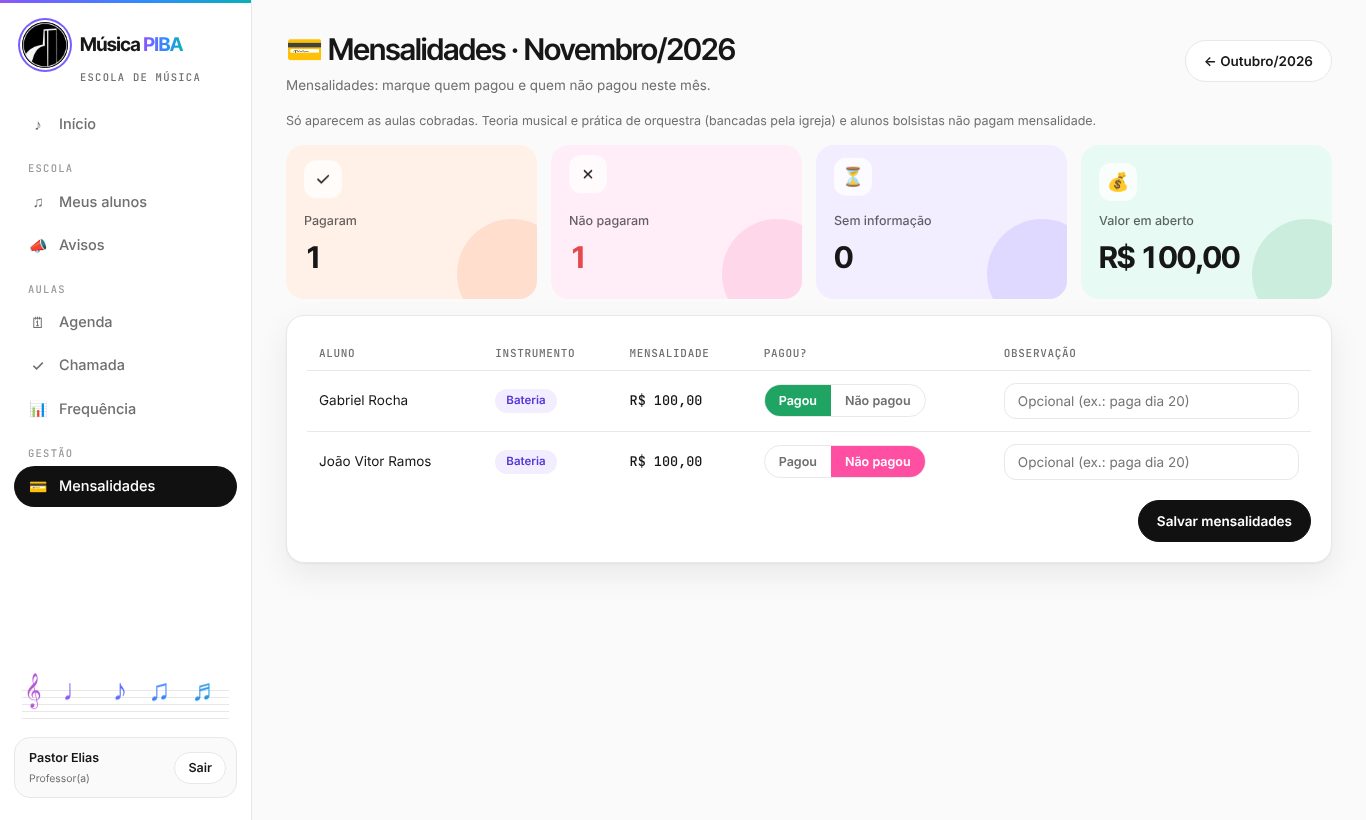 Música PIBA
ESCOLA DE MÚSICA
Início
ESCOLA
Meus alunos
Avisos
AULAS
Agenda
Chamada
Frequência
GESTÃO
Mensalidades
Pastor Elias
Professor(a)
Sair
Mensalidades · Novembro/2026
Mensalidades: marque quem pagou e quem não pagou neste mês.
← Outubro/2026
Só aparecem as aulas cobradas. Teoria musical e prática de orquestra (bancadas pela igreja) e alunos bolsistas não pagam mensalidade.
Pagaram
1
Não pagaram
1
Sem informação
0
Valor em aberto
R$ 100,00
ALUNO INSTRUMENTO MENSALIDADE PAGOU? OBSERVAÇÃO
Gabriel Rocha Bateria R$ 100,00 Pagou Não pagou Opcional (ex.: paga dia 20)
João Vitor Ramos Bateria R$ 100,00 Pagou Não pagou Opcional (ex.: paga dia 20)
Salvar mensalidades